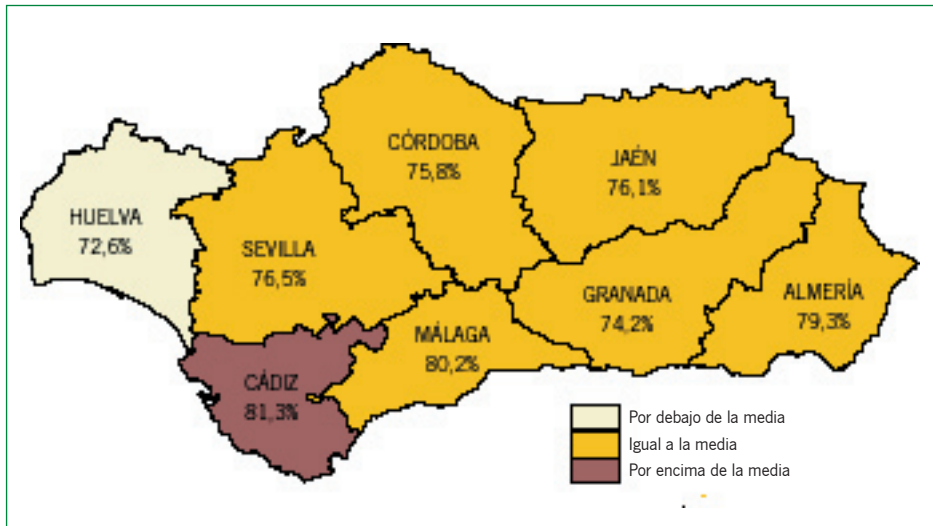 CÓRDOBA
75,8%
JAÉN
76,1%
HUELVA
72,6%
SEVILLA
76,5%
GRANADA
74,2%
ALMERÍA
79,3%
MÁLAGA
80,2%
CÁDIZ
81,3%
Por debajo de la media
Igual a la media
Por encima de la media